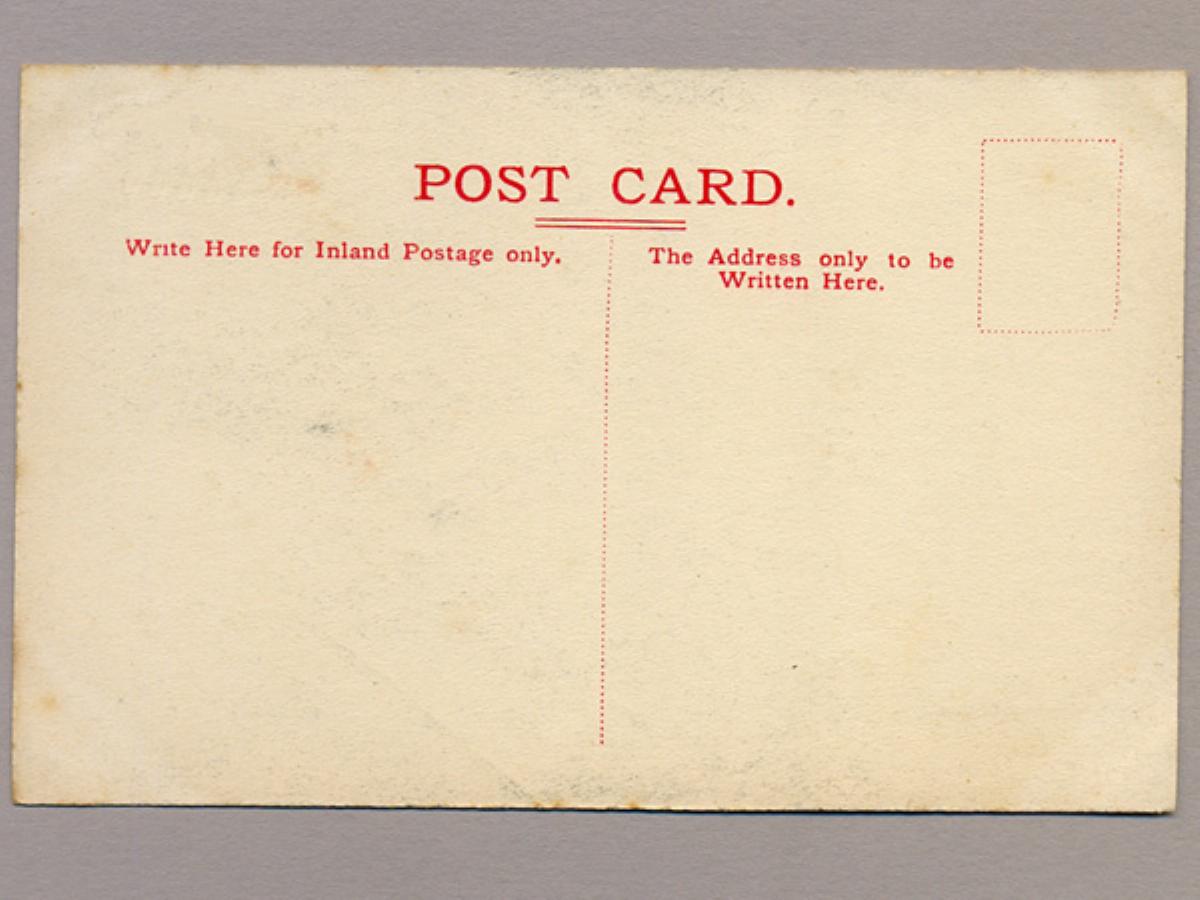 POST CARD.
Write Here for Inland Postage only.
The Address only to be
Written Here.